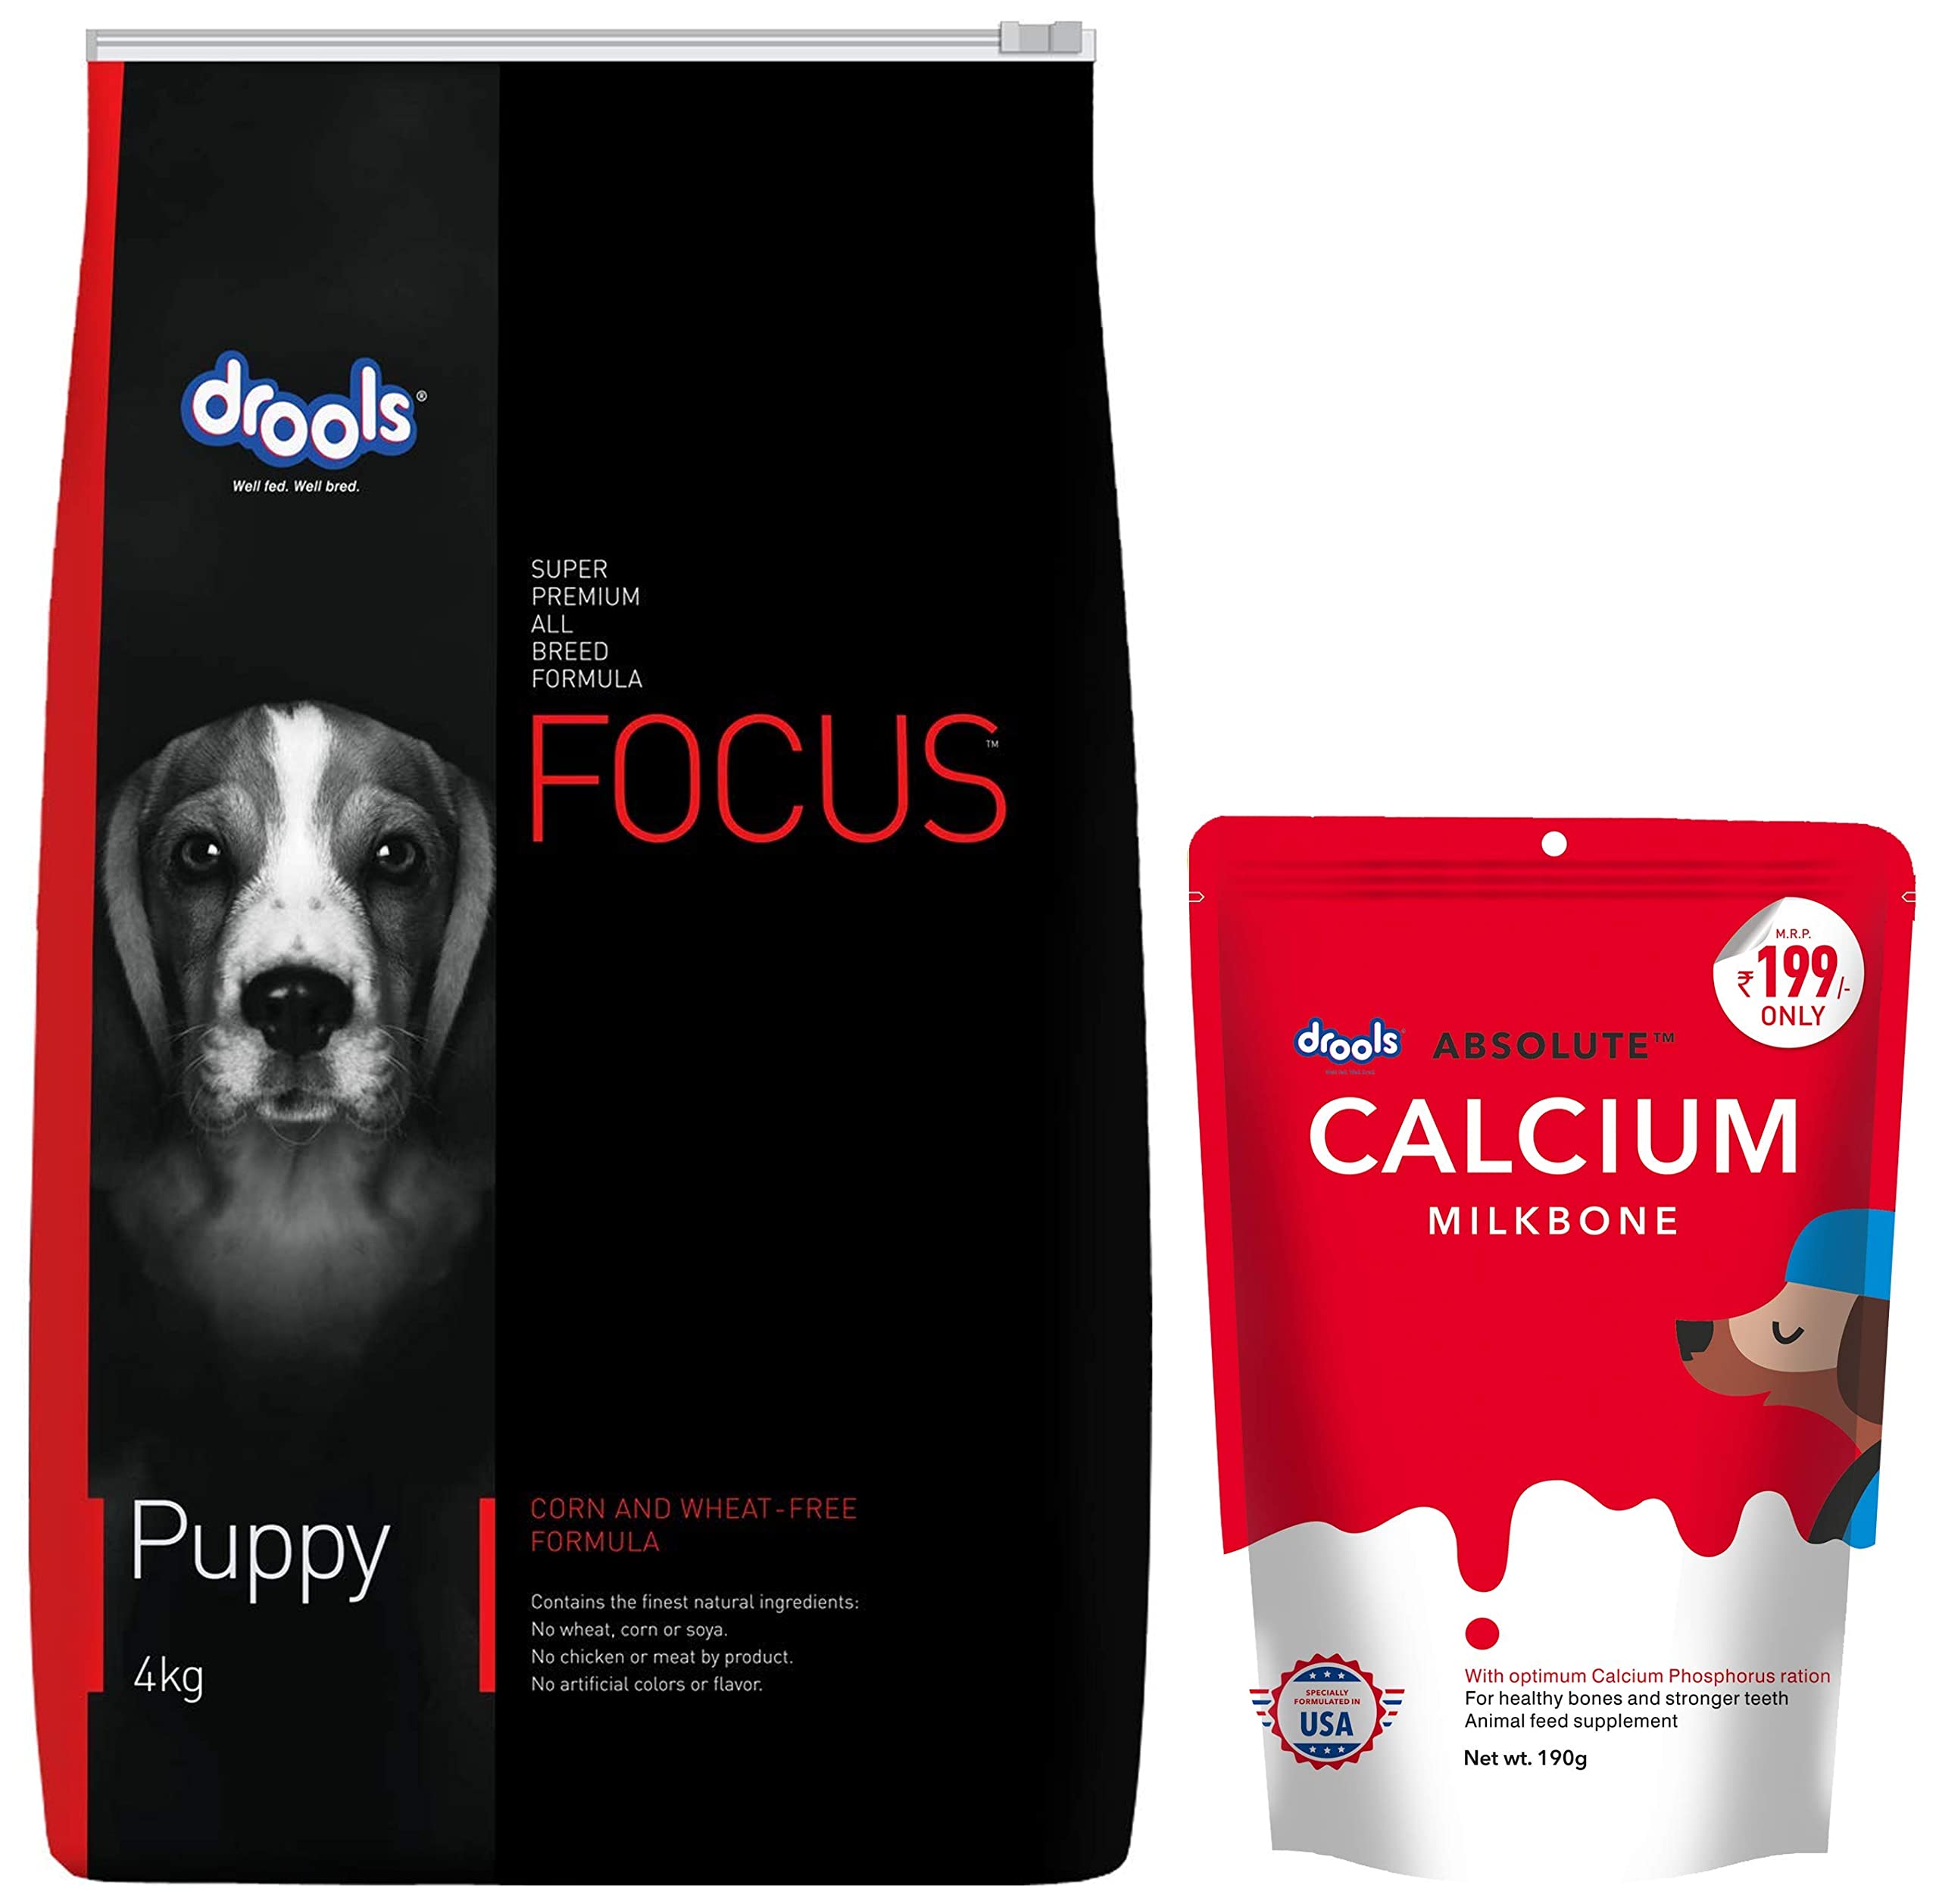 drools®
Well fed. Well bred.
SUPER
PREMIUM
ALL
BREED
FORMULA
FOCUS™
Puppy
4kg
CORN AND WHEAT-FREE
FORMULA
Contains the finest natural ingredients:
No wheat, corn or soya.
No chicken or meat by product.
No artificial colors or flavor.
M.R.P.
₹199/-
ONLY
drools® ABSOLUTE™
CALCIUM
MILKBONE
SPECIALLY
FORMULATED IN
USA
With optimum Calcium Phosphorus ration
For healthy bones and stronger teeth
Animal feed supplement
Net wt. 190g